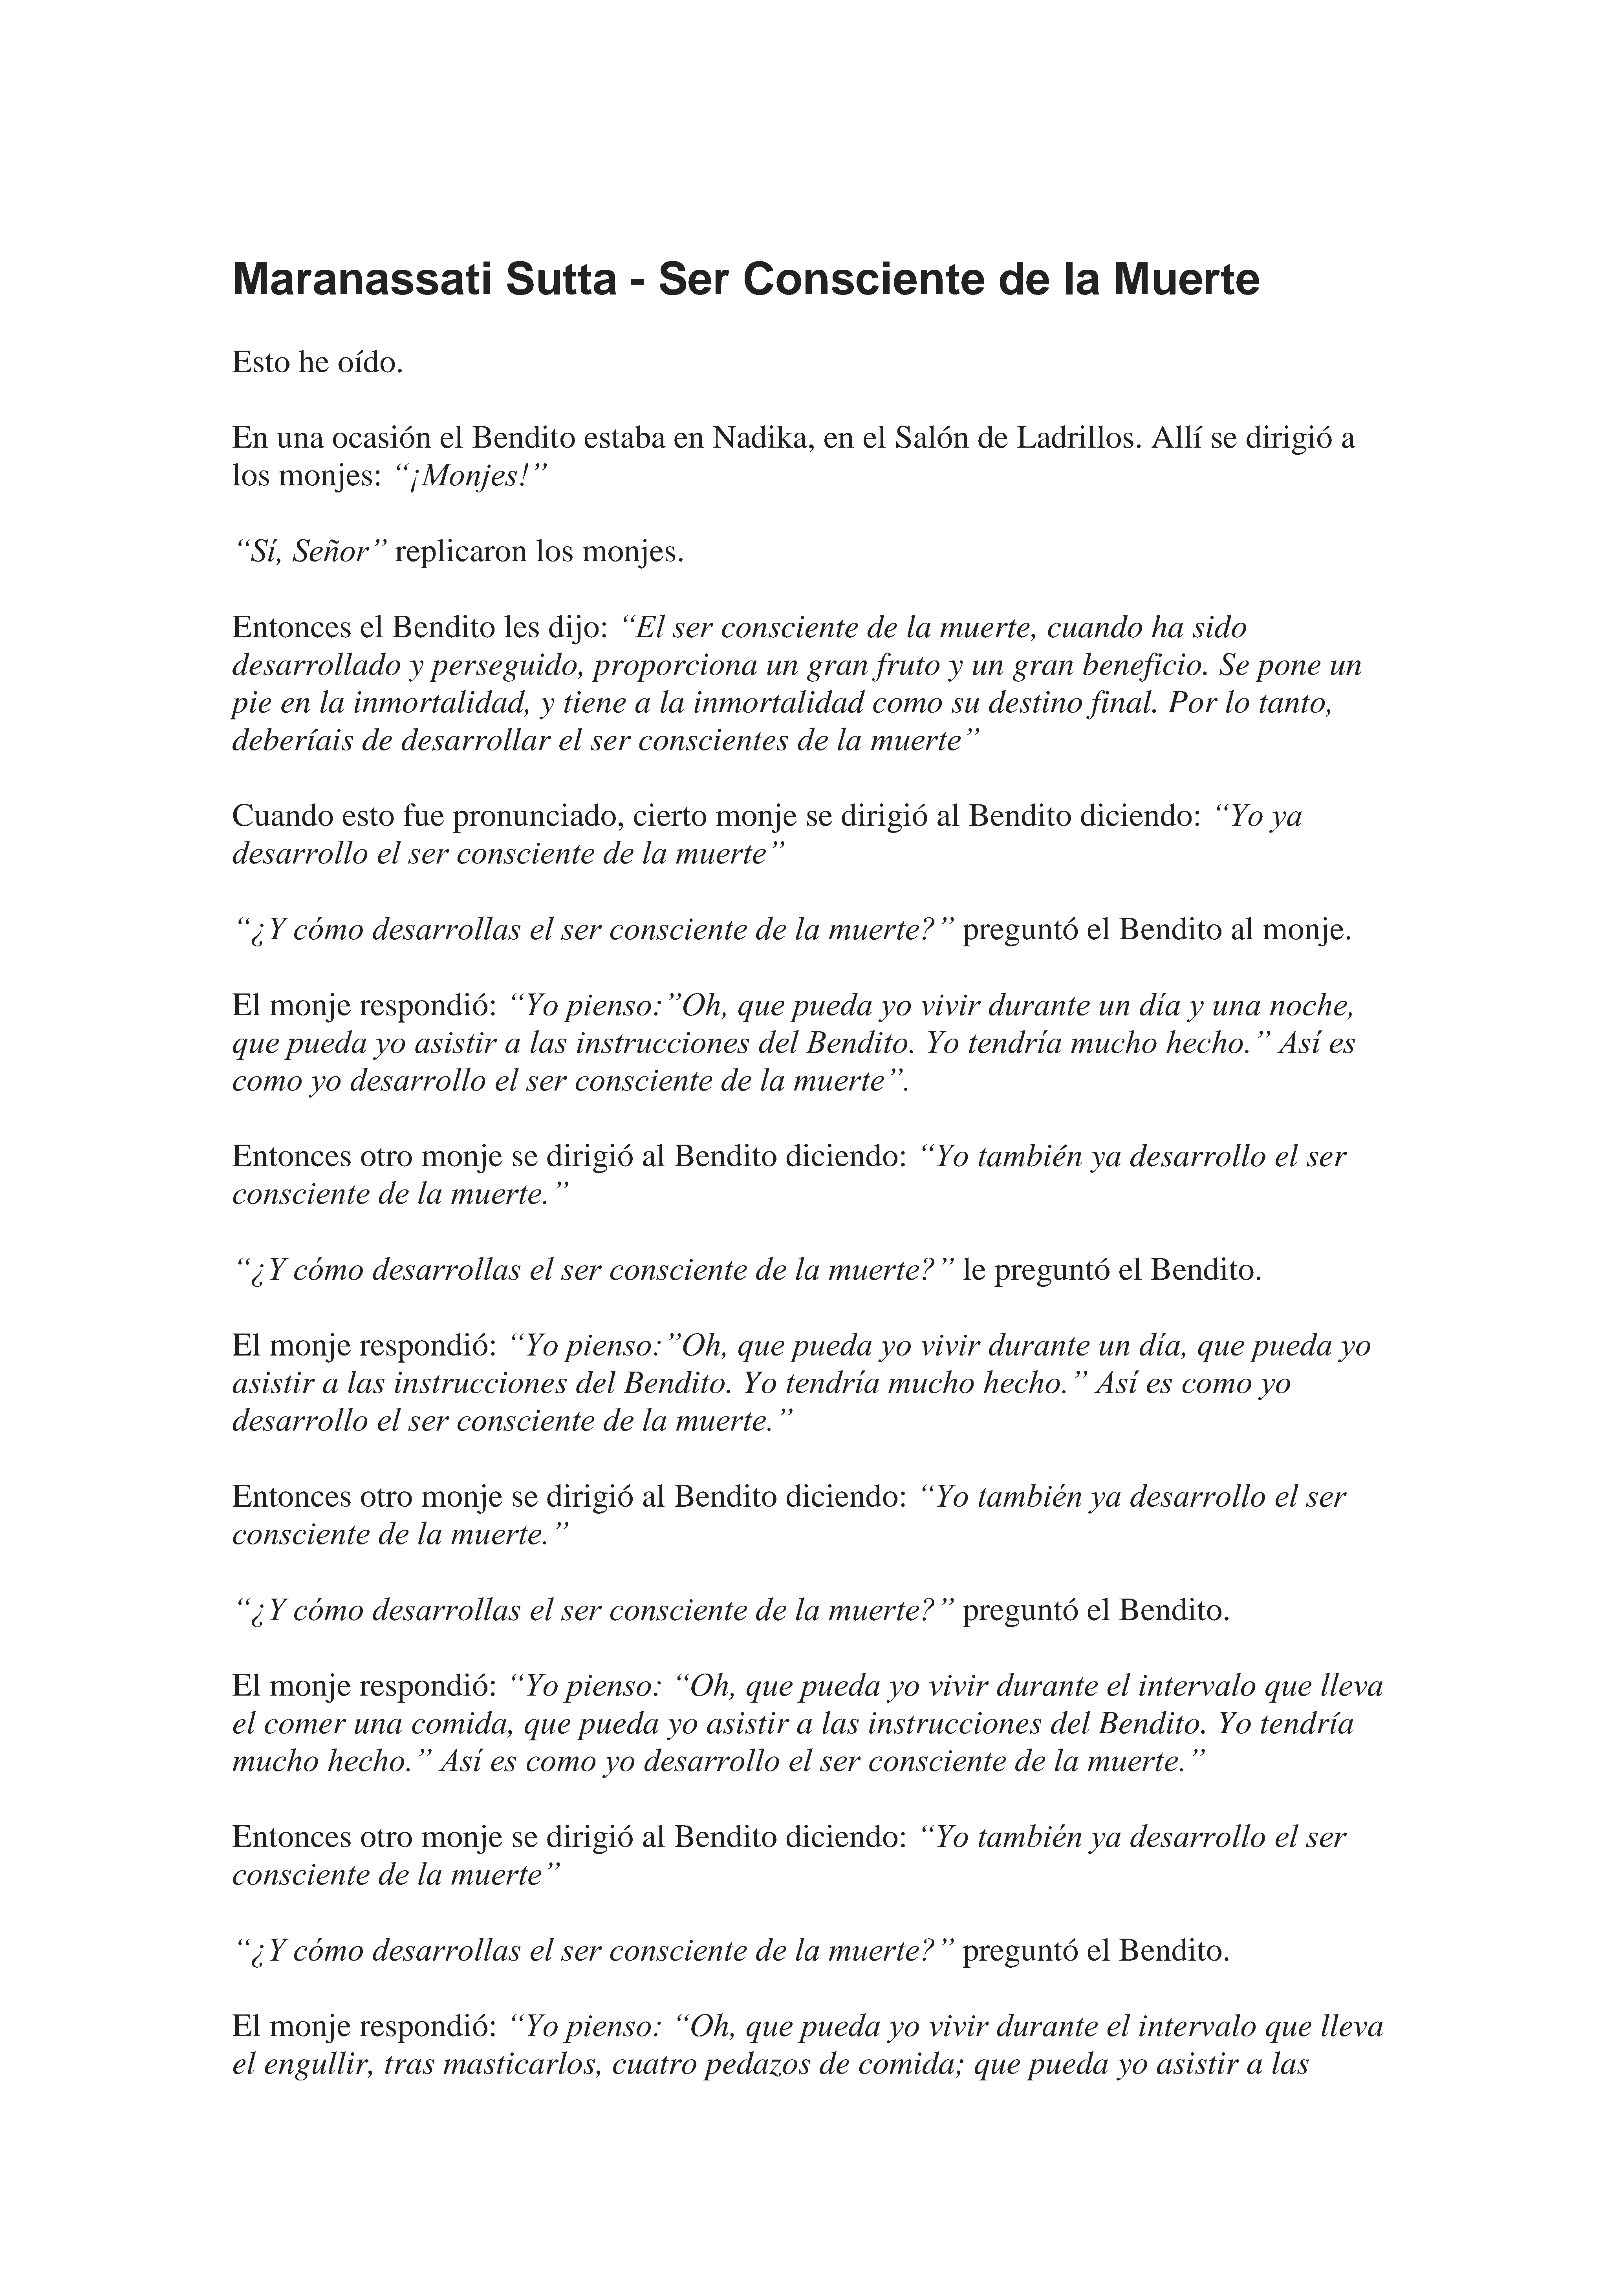 Maranassati Sutta - Ser Consciente de la Muerte
Esto he oído.
En una ocasión el Bendito estaba en Nadika, en el Salón de Ladrillos. Allí se dirigió a
los monjes: “¡Monjes!”
“Sí, Señor” replicaron los monjes.
Entonces el Bendito les dijo: “El ser consciente de la muerte, cuando ha sido
desarrollado y perseguido, proporciona un gran fruto y un gran beneficio. Se pone un
pie en la inmortalidad, y tiene a la inmortalidad como su destino final. Por lo tanto,
deberíais de desarrollar el ser conscientes de la muerte”
Cuando esto fue pronunciado, cierto monje se dirigió al Bendito diciendo: “Yo ya
desarrollo el ser consciente de la muerte”
“¿Y cómo desarrollas el ser consciente de la muerte?” preguntó el Bendito al monje.
El monje respondió: “Yo pienso:”Oh, que pueda yo vivir durante un día y una noche,
que pueda yo asistir a las instrucciones del Bendito. Yo tendría mucho hecho.” Así es
como yo desarrollo el ser consciente de la muerte”.
Entonces otro monje se dirigió al Bendito diciendo: “Yo también ya desarrollo el ser
consciente de la muerte.”
“¿Y cómo desarrollas el ser consciente de la muerte?” le preguntó el Bendito.
El monje respondió: “Yo pienso:”Oh, que pueda yo vivir durante un día, que pueda yo
asistir a las instrucciones del Bendito. Yo tendría mucho hecho.” Así es como yo
desarrollo el ser consciente de la muerte.”
Entonces otro monje se dirigió al Bendito diciendo: “Yo también ya desarrollo el ser
consciente de la muerte.”
“¿Y cómo desarrollas el ser consciente de la muerte?” preguntó el Bendito.
El monje respondió: “Yo pienso: “Oh, que pueda yo vivir durante el intervalo que lleva
el comer una comida, que pueda yo asistir a las instrucciones del Bendito. Yo tendría
mucho hecho.” Así es como yo desarrollo el ser consciente de la muerte.”
Entonces otro monje se dirigió al Bendito diciendo: “Yo también ya desarrollo el ser
consciente de la muerte”
“¿Y cómo desarrollas el ser consciente de la muerte?” preguntó el Bendito.
El monje respondió: “Yo pienso: “Oh, que pueda yo vivir durante el intervalo que lleva
el engullir, tras masticarlos, cuatro pedazos de comida; que pueda yo asistir a las